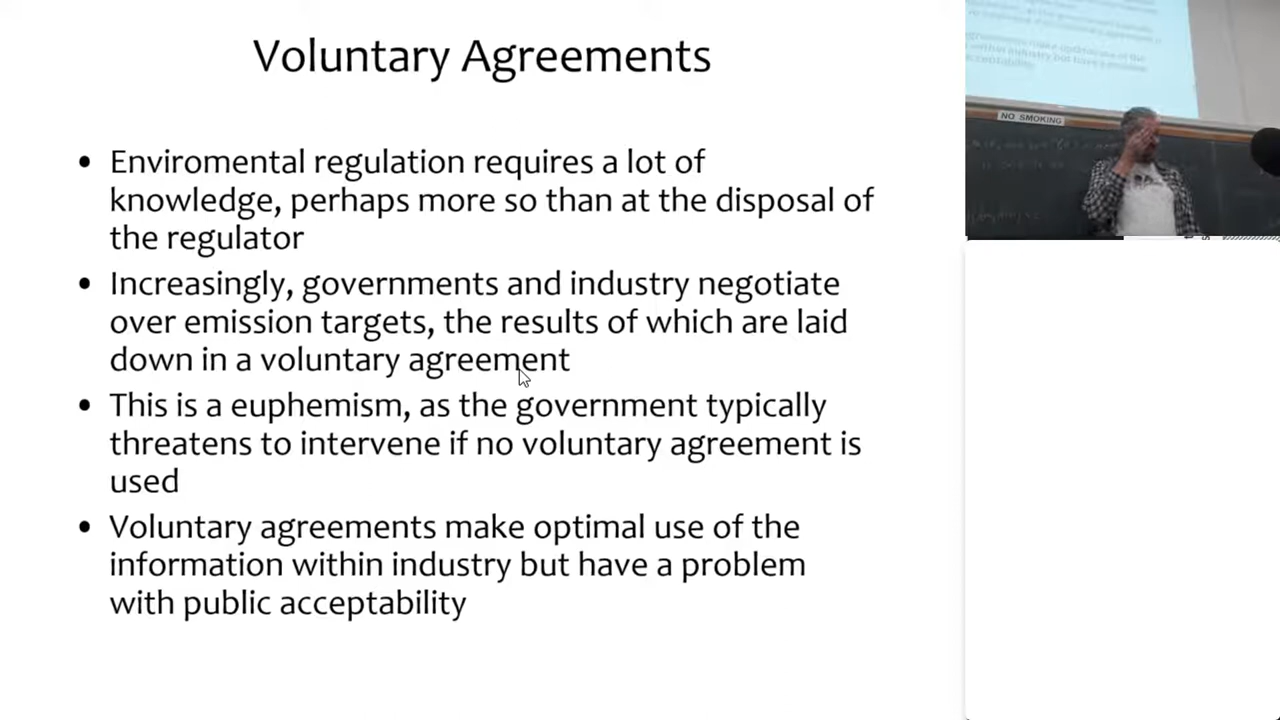 Voluntary Agreements
• Enviromental regulation requires a lot of
knowledge, perhaps more so than at the disposal of
the regulator
• Increasingly, governments and industry negotiate
over emission targets, the results of which are laid
down in a voluntary agreement
• This is a euphemism, as the government typically
threatens to intervene if no voluntary agreement is
used
• Voluntary agreements make optimal use of the
information within industry but have a problem
with public acceptability
NO SMOKING